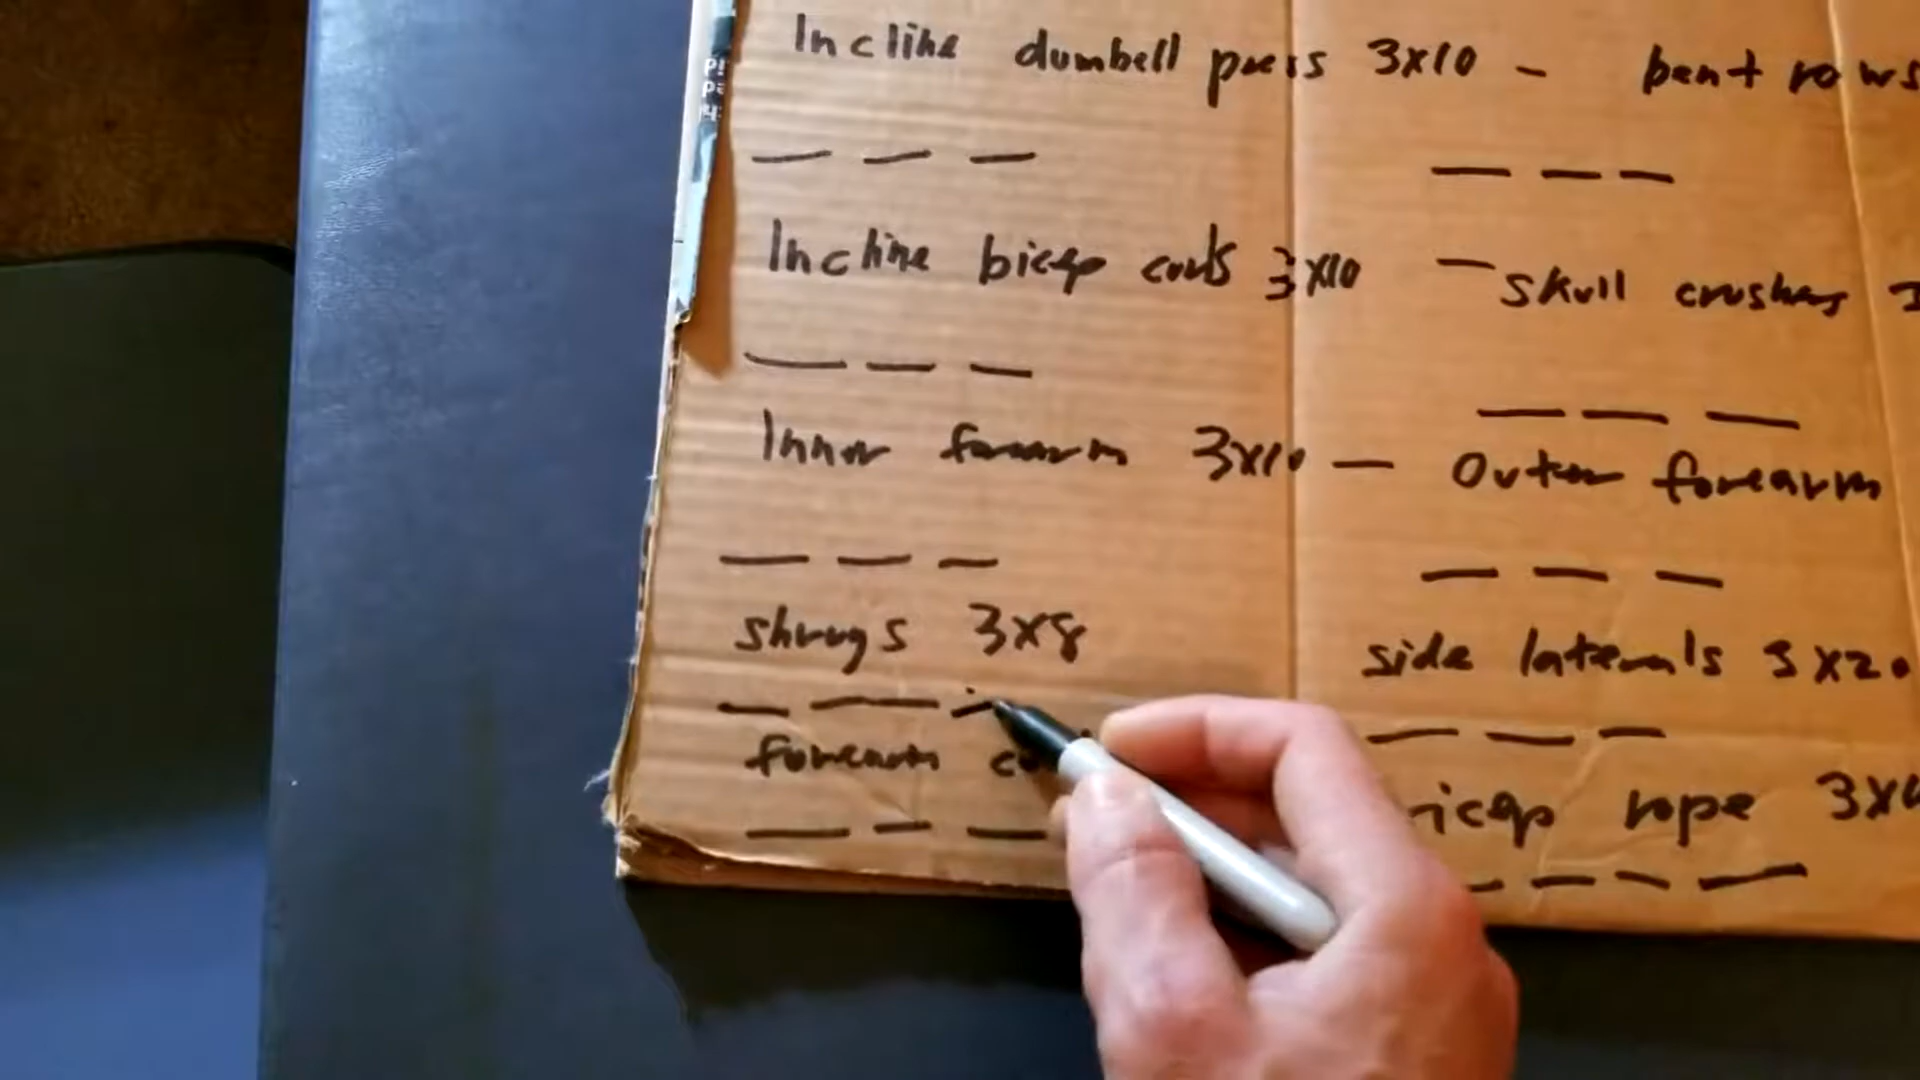 Incline dumbell press 3x10 - bent rows
Incline bicep curls 3x10 - skull crushers
Inner forearm 3x10 - Outer forearm
shrugs 3x8
side laterals 3x20
forearm
rope